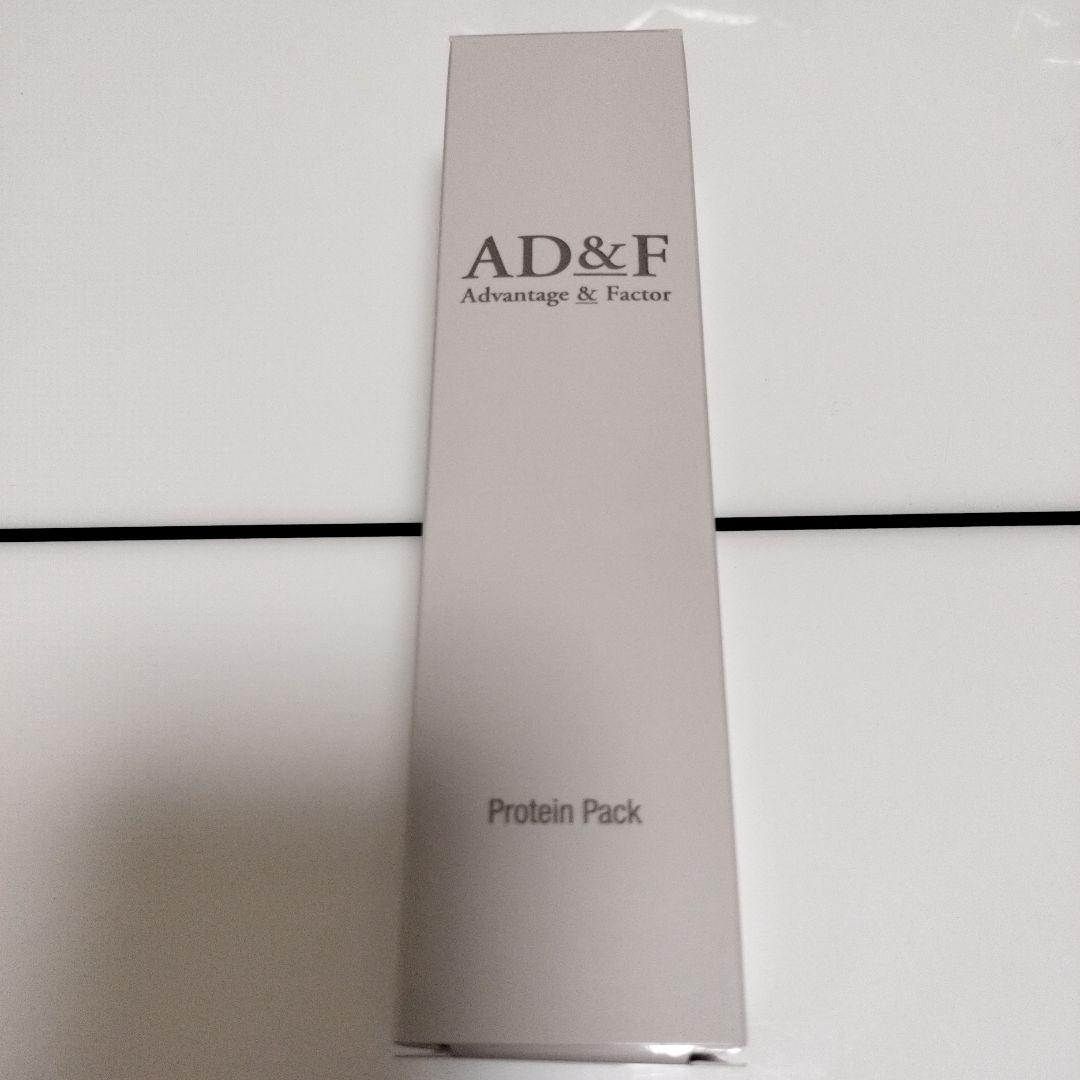 AD&F
Advantage & Factor
Protein Pack